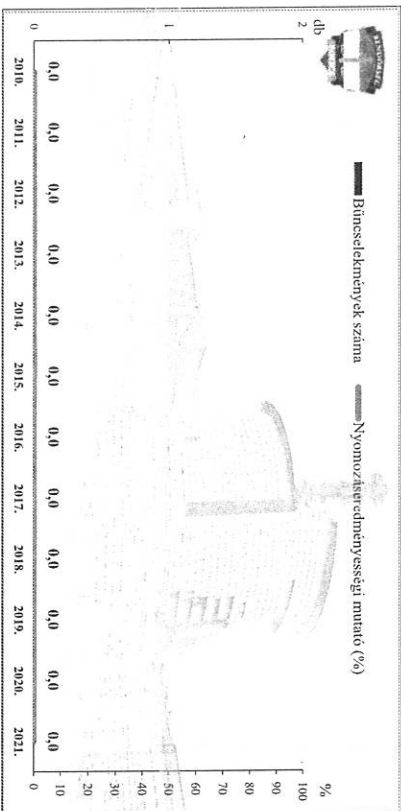 RENDŐRSÉG
Bűncselekmények száma Nyomozáseredményességi mutató (%)
db %
2 100
90
80
70
60
1 50
40
30
20
10
0 0
0,0 0,0 0,0 0,0 0,0 0,0 0,0 0,0 0,0 0,0 0,0 0,0
2010. 2011. 2012. 2013. 2014. 2015. 2016. 2017. 2018. 2019. 2020. 2021.